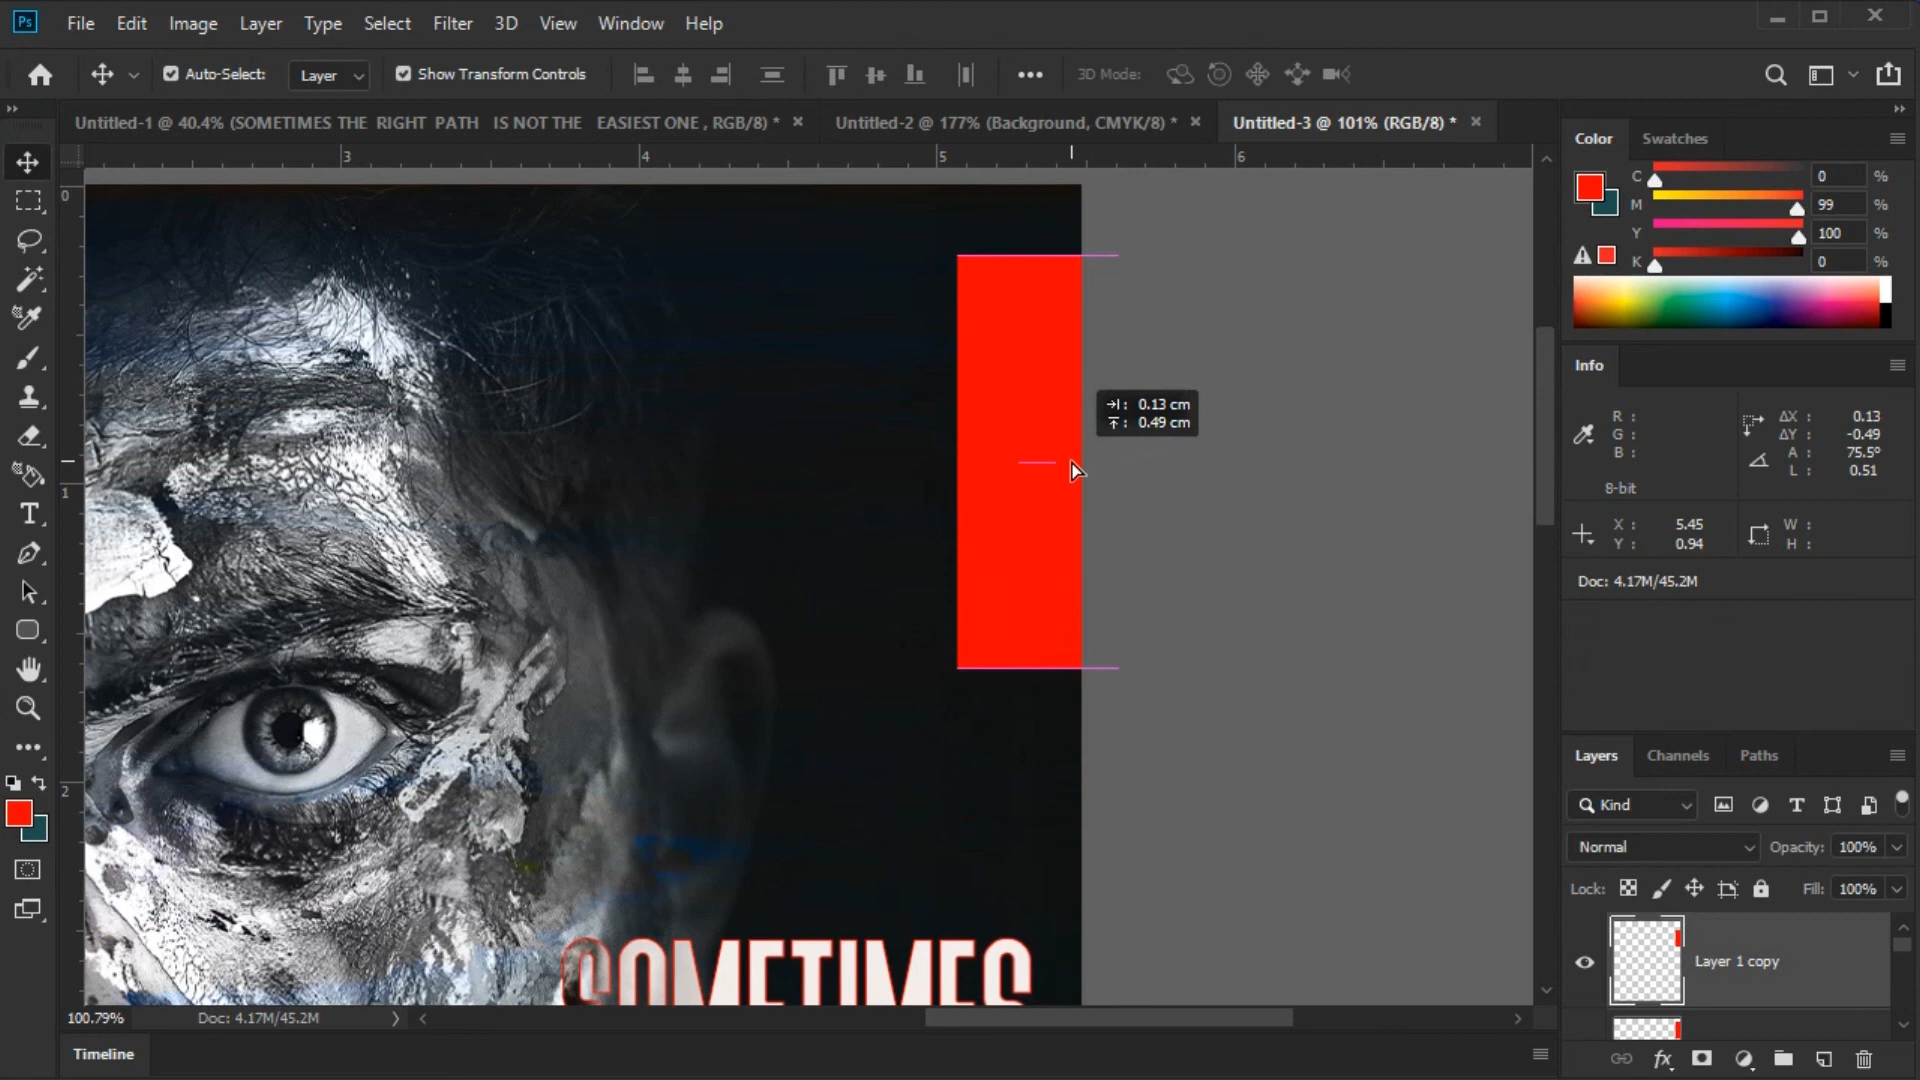 Ps File Edit Image Layer Type Select Filter 3D View Window Help
Auto-Select: Layer Show Transform Controls 3D Mode:
Untitled-1 @ 40.4% (SOMETIMES THE RIGHT PATH IS NOT THE EASIEST ONE , RGB/8) * Untitled-2 @ 177% (Background, CMYK/8) * Untitled-3 @ 101% (RGB/8) *
3 4 5 6
0
1
2
0.13 cm
0.49 cm
SOMETIMES
100.79% Doc: 4.17M/45.2M
Timeline
Color Swatches
C 0 %
M 99 %
Y 100 %
K 0 %
Info
R :
G :
B :
8-bit
ΔX : 0.13
ΔY : -0.49
A : 75.5°
L : 0.51
X : 5.45
Y : 0.94
W :
H :
Doc: 4.17M/45.2M
Layers Channels Paths
Kind
Normal Opacity: 100%
Lock: Fill: 100%
Layer 1 copy
fx